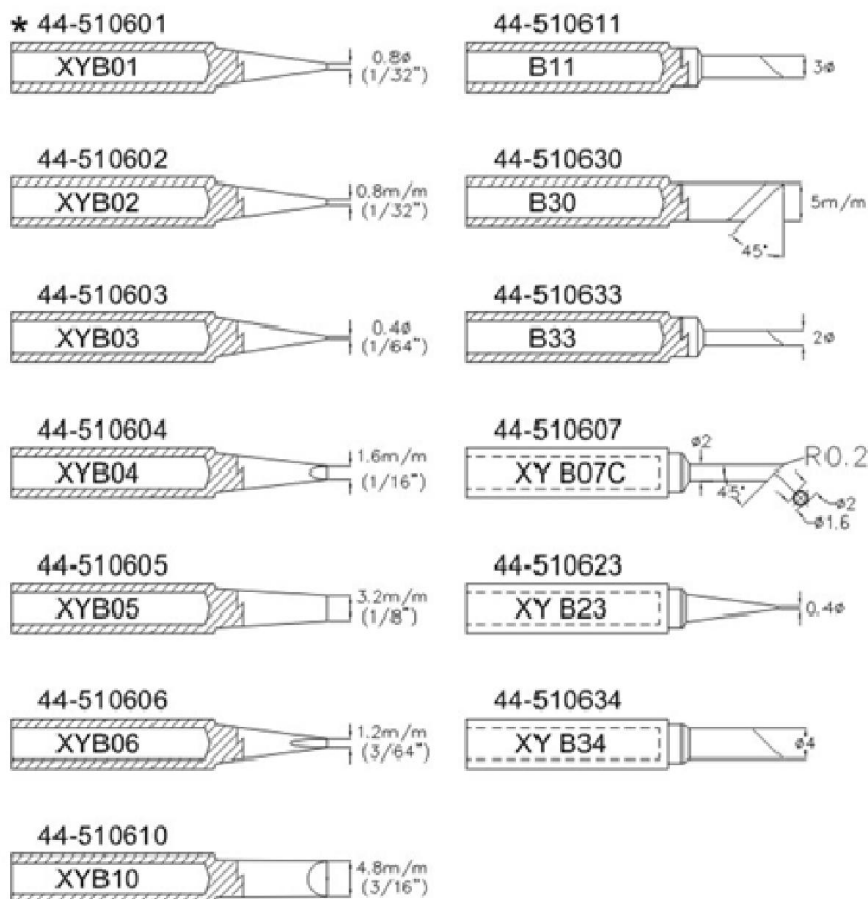 * 44-510601
XYB01
0.8ø
(1/32")
44-510602
XYB02
0.8m/m
(1/32")
44-510603
XYB03
0.4ø
(1/64")
44-510604
XYB04
1.6m/m
(1/16")
44-510605
XYB05
3.2m/m
(1/8")
44-510606
XYB06
1.2m/m
(3/64")
44-510610
XYB10
4.8m/m
(3/16")
44-510611
B11
3ø
44-510630
B30
5m/m
45°
44-510633
B33
2ø
44-510607
XY B07C
ø2
45°
R0.2
ø2
ø1.6
44-510623
XY B23
0.4ø
44-510634
XY B34
ø4